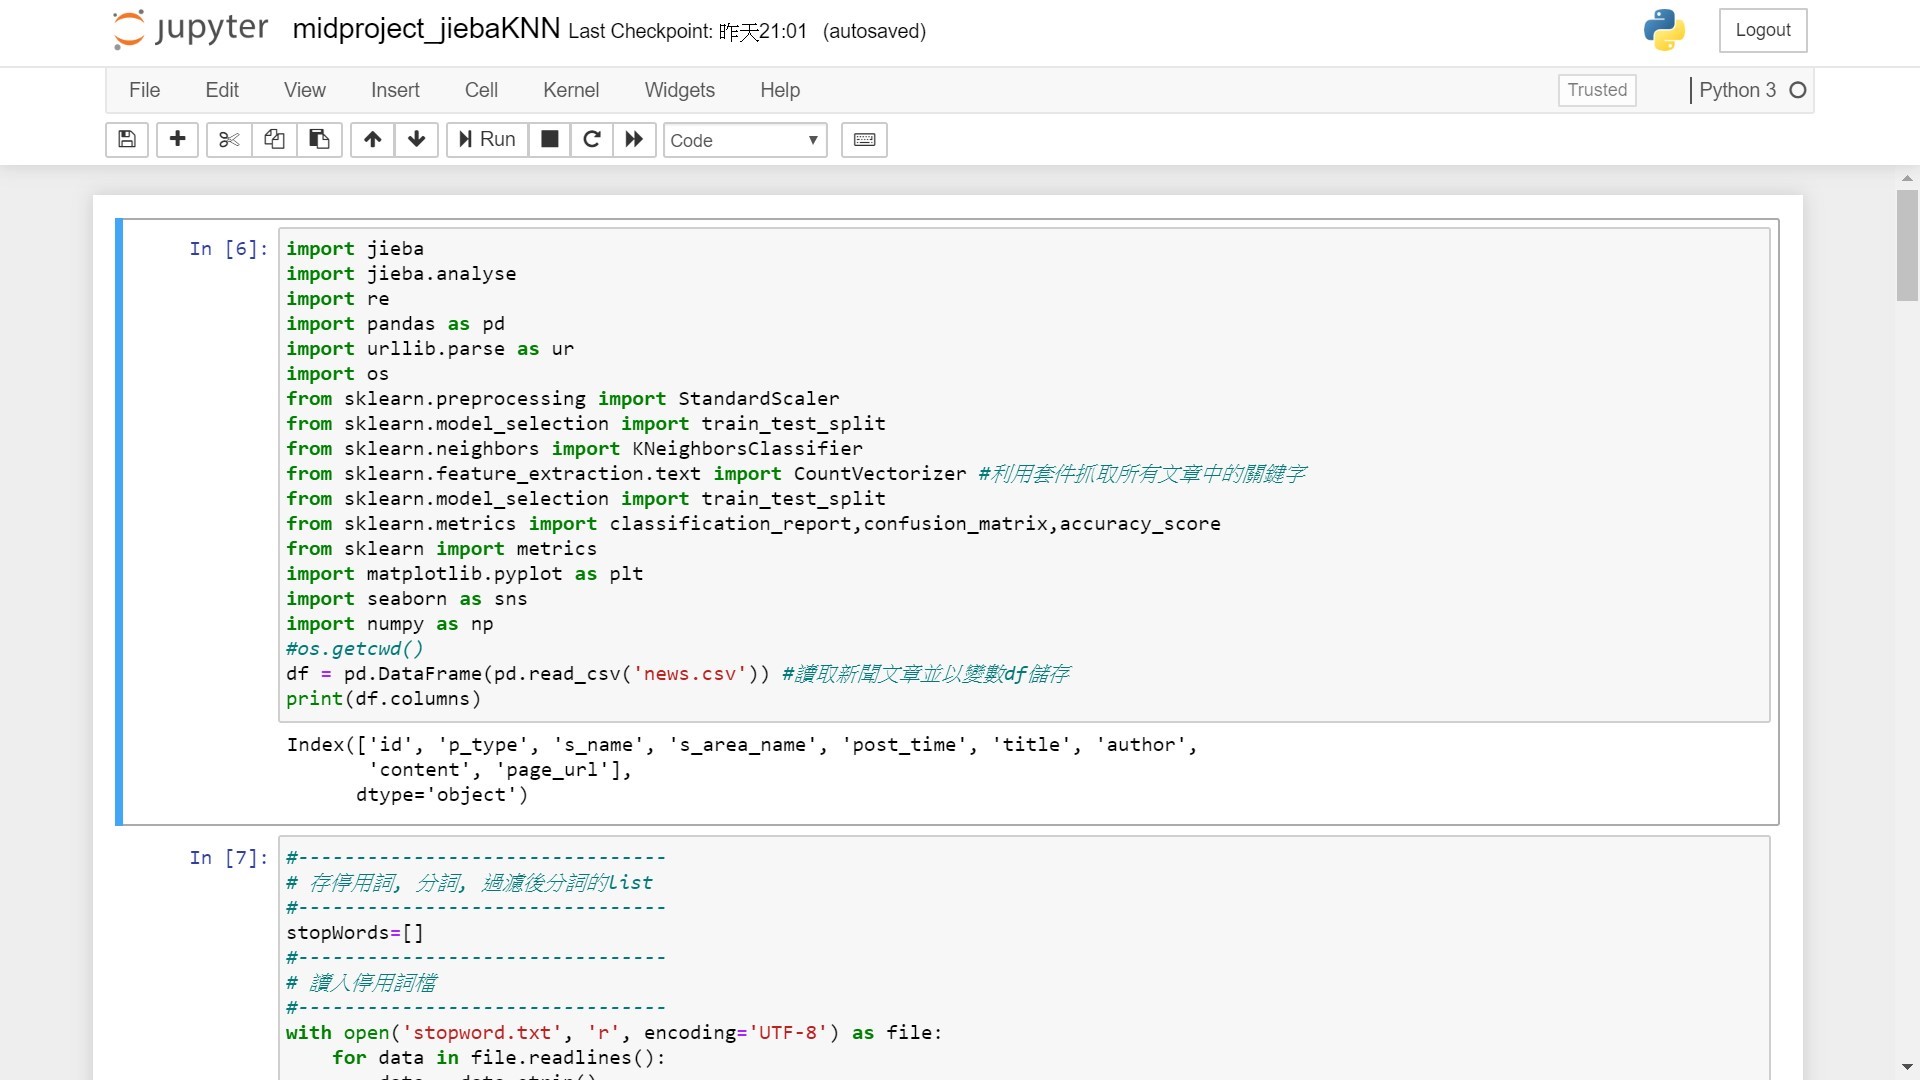 jupyter midproject_jiebaKNN Last Checkpoint: 昨天21:01 (autosaved) Logout
File Edit View Insert Cell Kernel Widgets Help Trusted Python 3
Run Code
In [6]: import jieba
import jieba.analyse
import re
import pandas as pd
import urllib.parse as ur
import os
from sklearn.preprocessing import StandardScaler
from sklearn.model_selection import train_test_split
from sklearn.neighbors import KNeighborsClassifier
from sklearn.feature_extraction.text import CountVectorizer #利用套件抓取所有文章中的關鍵字
from sklearn.model_selection import train_test_split
from sklearn.metrics import classification_report,confusion_matrix,accuracy_score
from sklearn import metrics
import matplotlib.pyplot as plt
import seaborn as sns
import numpy as np
#os.getcwd()
df = pd.DataFrame(pd.read_csv('news.csv')) #讀取新聞文章並以變數df儲存
print(df.columns)
Index(['id', 'p_type', 's_name', 's_area_name', 'post_time', 'title', 'author',
'content', 'page_url'],
dtype='object')
In [7]: #--------------------------------
# 存停用詞, 分詞, 過濾後分詞的list
#--------------------------------
stopWords=[]
#--------------------------------
# 讀入停用詞檔
#--------------------------------
with open('stopword.txt', 'r', encoding='UTF-8') as file:
for data in file.readlines():